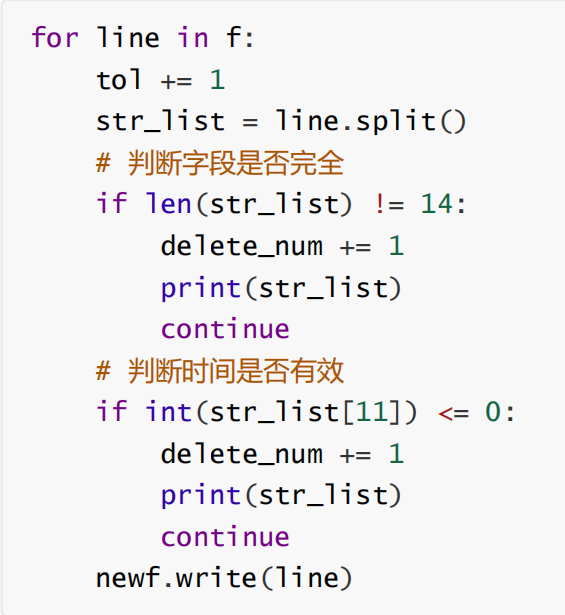 for line in f:
    tol += 1
    str_list = line.split()
    # 判断字段是否完全
    if len(str_list) != 14:
        delete_num += 1
        print(str_list)
        continue
    # 判断时间是否有效
    if int(str_list[11]) <= 0:
        delete_num += 1
        print(str_list)
        continue
    newf.write(line)